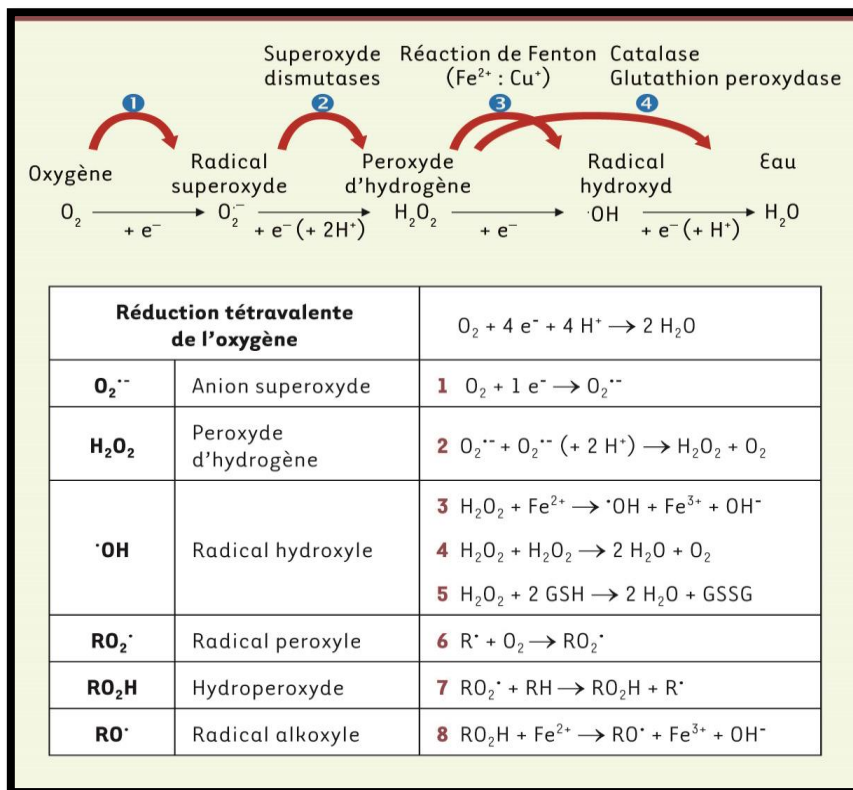 Superoxyde dismutases
Réaction de Fenton (Fe²⁺ : Cu⁺)
Catalase Glutathion peroxydase
1 2 3 4
Oxygène
Radical superoxyde
Peroxyde d'hydrogène
Radical hydroxyd
Eau
O₂ + e⁻ O₂·⁻ + e⁻ (+ 2H⁺) H₂O₂ + e⁻ ·OH + e⁻ (+ H⁺) H₂O
Réduction tétravalente de l'oxygène
O₂ + 4 e⁻ + 4 H⁺ → 2 H₂O
O₂··⁻ Anion superoxyde 1 O₂ + 1 e⁻ → O₂··⁻
H₂O₂ Peroxyde d'hydrogène 2 O₂··⁻ + O₂··⁻ (+ 2 H⁺) → H₂O₂ + O₂
·OH Radical hydroxyle
3 H₂O₂ + Fe²⁺ → ·OH + Fe³⁺ + OH⁻
4 H₂O₂ + H₂O₂ → 2 H₂O + O₂
5 H₂O₂ + 2 GSH → 2 H₂O + GSSG
RO₂· Radical peroxyle 6 R· + O₂ → RO₂·
RO₂H Hydroperoxyde 7 RO₂· + RH → RO₂H + R·
RO· Radical alkoxyle 8 RO₂H + Fe²⁺ → RO· + Fe³⁺ + OH⁻